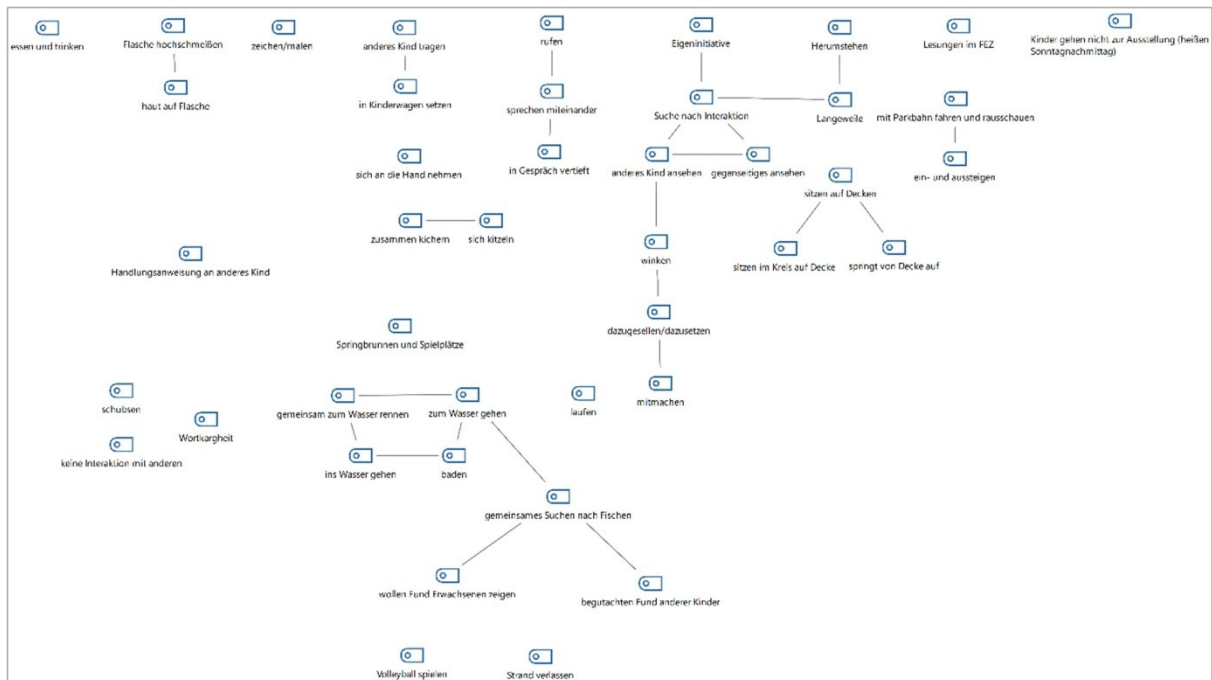 essen und trinken
Flasche hochschmeißen
zeichen/malen
anderes Kind tragen
rufen
Eigeninitiative
Herumstehen
Lesungen im FEZ
Kinder gehen nicht zur Ausstellung (heißen
Sonntagnachmittag)
haut auf Flasche
in Kinderwagen setzen
sprechen miteinander
Suche nach Interaktion
Langeweile
mit Parkbahn fahren und rausschauen
sich an die Hand nehmen
in Gespräch vertieft
anderes Kind ansehen
gegenseitiges ansehen
ein- und aussteigen
sitzen auf Decken
zusammen kichern
sich kitzeln
winken
sitzen im Kreis auf Decke
springt von Decke auf
Handlungsanweisung an anderes Kind
dazugesellen/dazusetzen
Springbrunnen und Spielplätze
mitmachen
schubsen
gemeinsam zum Wasser rennen
zum Wasser gehen
laufen
Wortkargheit
keine Interaktion mit anderen
ins Wasser gehen
baden
gemeinsames Suchen nach Fischen
wollen Fund Erwachsenen zeigen
begutachten Fund anderer Kinder
Volleyball spielen
Strand verlassen